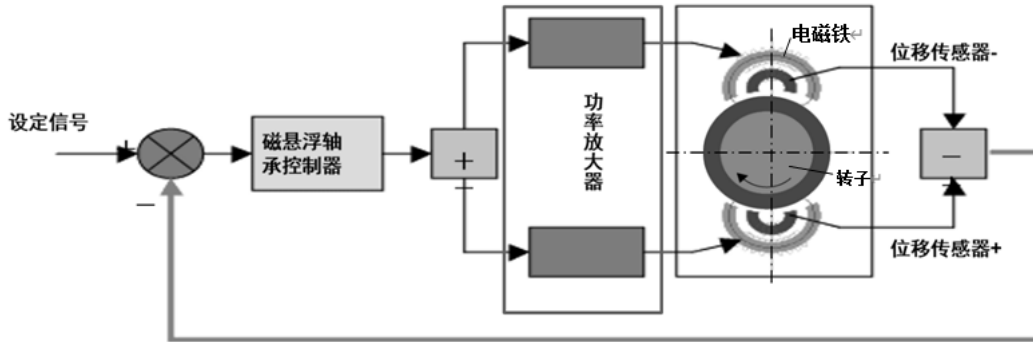 电磁铁
位移传感器-
功率放大器
设定信号
+
磁悬浮轴
承控制器
+
−
−
+
转子
−
位移传感器+